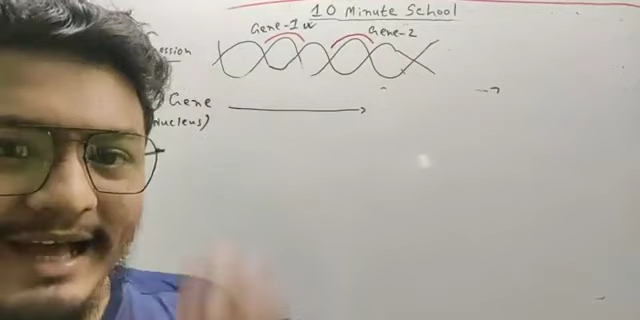 10 Minute School
Gene-1 Gene-2
ession
Gene
nucleus)